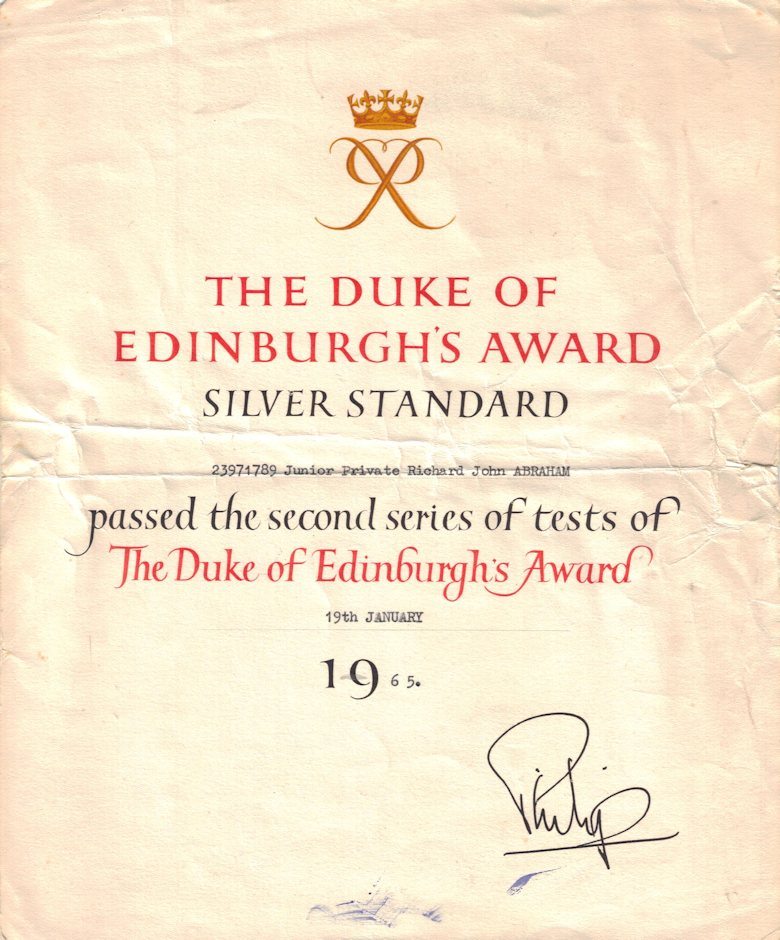 THE DUKE OF
EDINBURGH'S AWARD
SILVER STANDARD
23971789 Junior Private Richard John ABRAHAM
passed the second series of tests of
The Duke of Edinburgh's Award
19th JANUARY
1965.
Philip